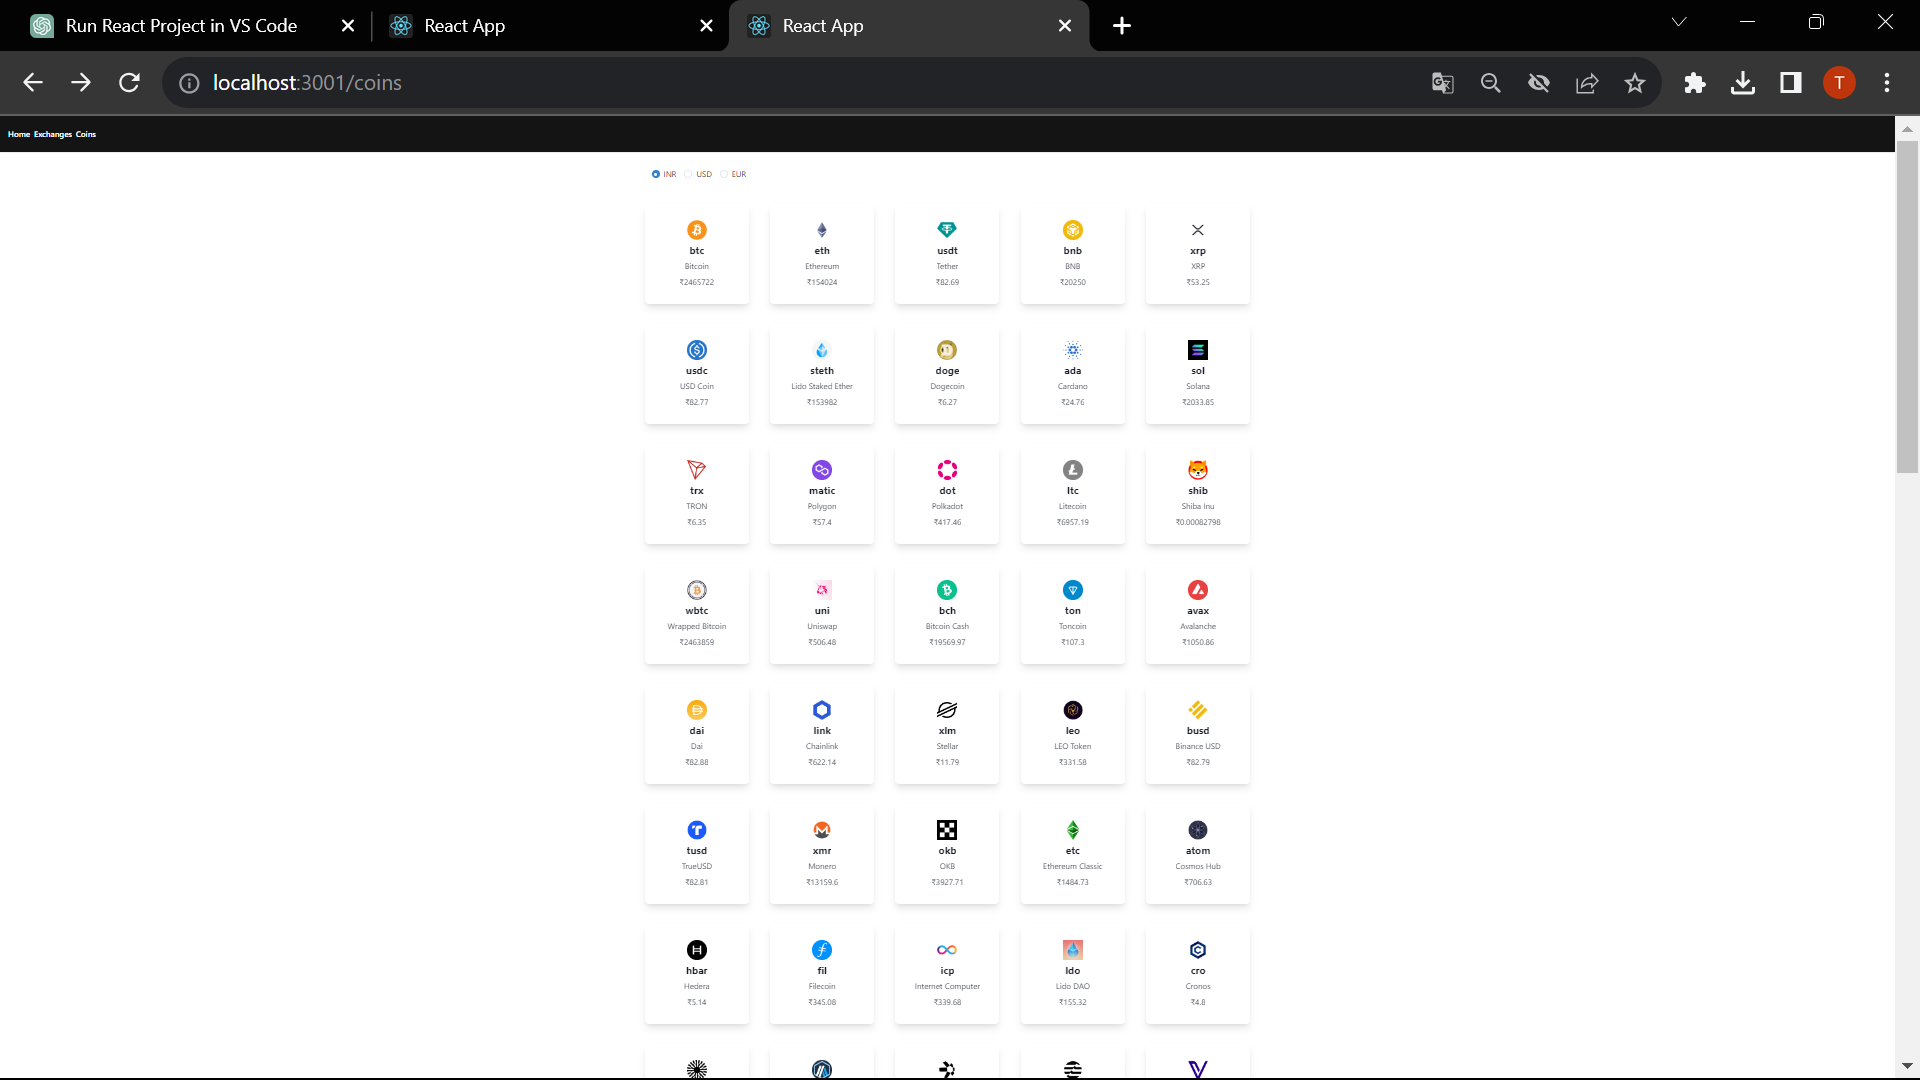 Run React Project in VS Code
React App
React App
localhost:3001/coins
T
Home Exchanges Coins
INR USD EUR
btc eth usdt bnb xrp
Bitcoin Ethereum Tether BNB XRP
₹2465722 ₹154024 ₹82.69 ₹20250 ₹53.25
usdc steth doge ada sol
USD Coin Lido Staked Ether Dogecoin Cardano Solana
₹82.77 ₹153982 ₹6.27 ₹24.76 ₹2033.85
trx matic dot ltc shib
TRON Polygon Polkadot Litecoin Shiba Inu
₹6.35 ₹57.4 ₹417.46 ₹6957.19 ₹0.00082798
wbtc uni bch ton avax
Wrapped Bitcoin Uniswap Bitcoin Cash Toncoin Avalanche
₹2463859 ₹506.48 ₹19569.97 ₹107.3 ₹1050.86
dai link xlm leo busd
Dai Chainlink Stellar LEO Token Binance USD
₹82.88 ₹622.14 ₹11.79 ₹331.58 ₹82.79
tusd xmr okb etc atom
TrueUSD Monero OKB Ethereum Classic Cosmos Hub
₹82.81 ₹13159.6 ₹3927.71 ₹1484.73 ₹706.63
hbar fil icp ldo cro
Hedera Filecoin Internet Computer Lido DAO Cronos
₹5.14 ₹345.08 ₹339.68 ₹155.32 ₹4.8